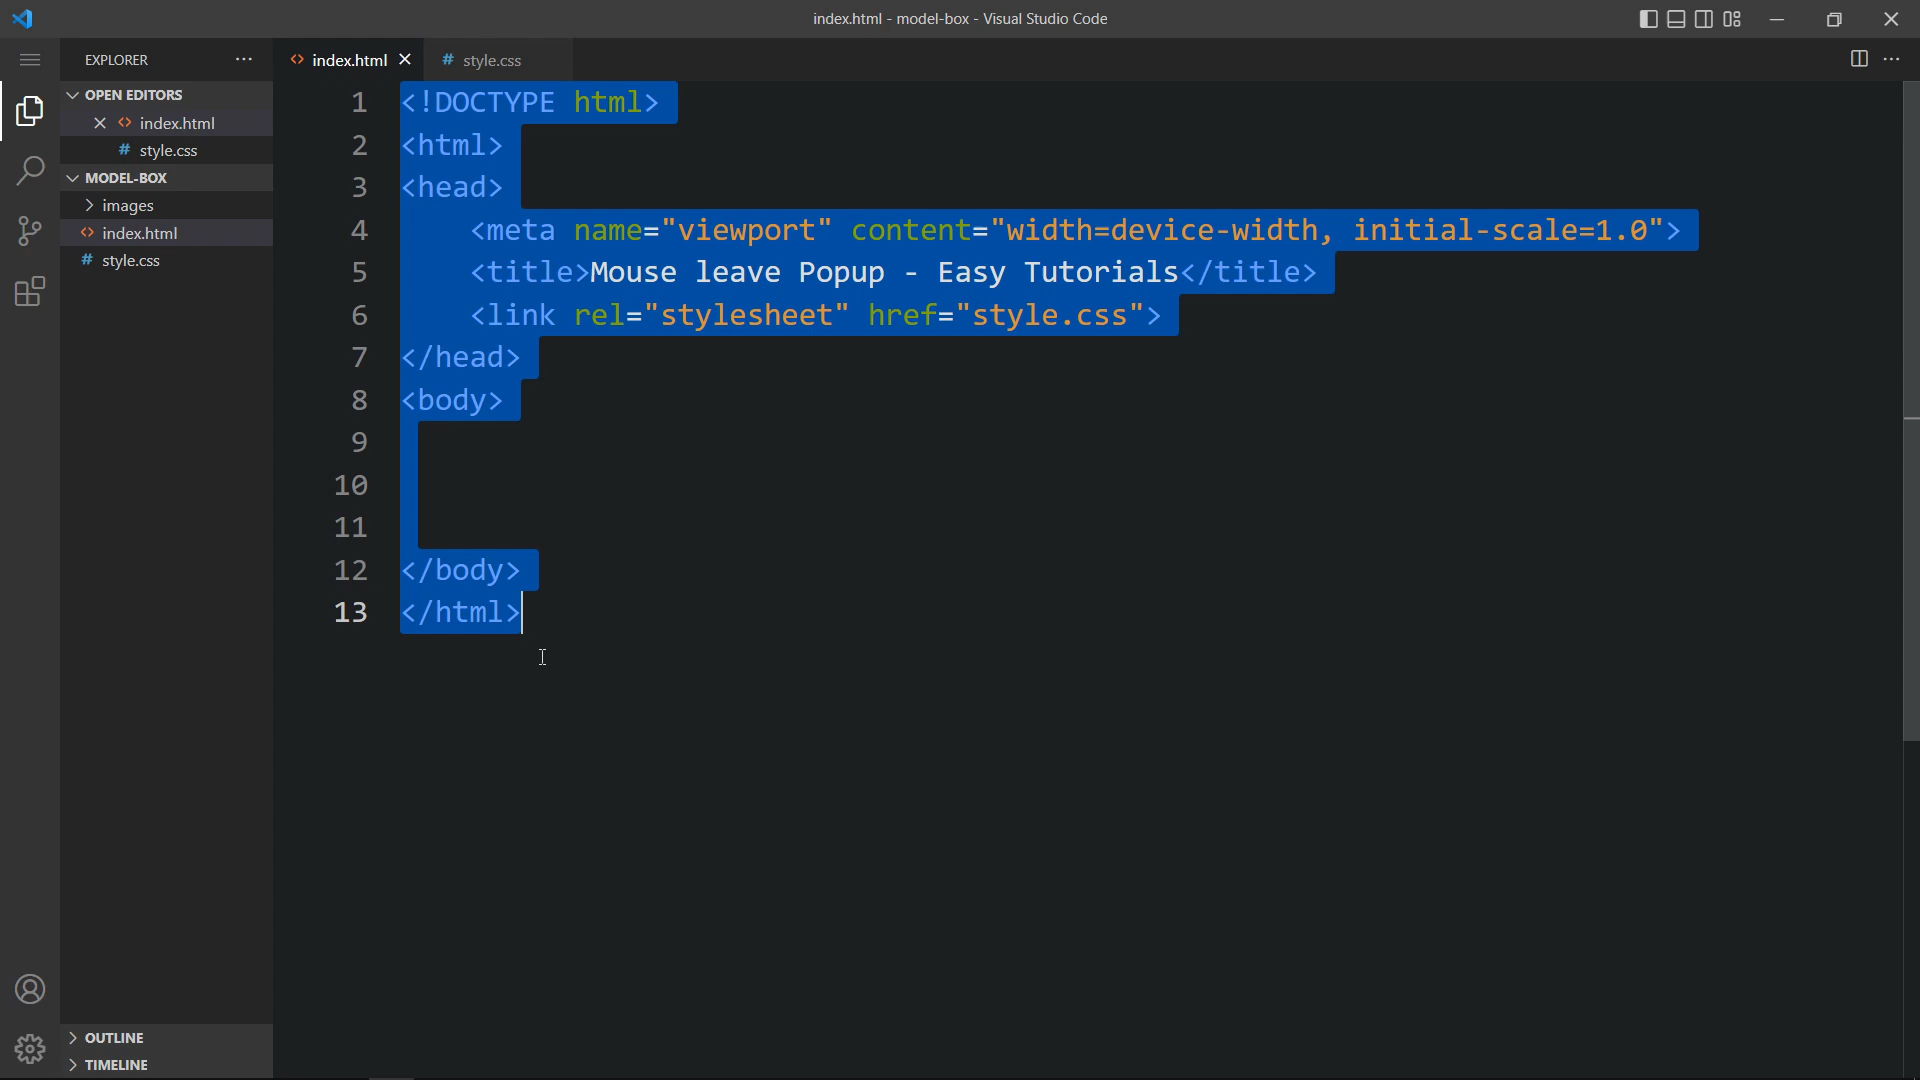 index.html - model-box - Visual Studio Code
EXPLORER
OPEN EDITORS
index.html
# style.css
MODEL-BOX
images
index.html
# style.css
OUTLINE
TIMELINE
index.html
# style.css
1 <!DOCTYPE html>
2 <html>
3 <head>
4     <meta name="viewport" content="width=device-width, initial-scale=1.0">
5     <title>Mouse leave Popup - Easy Tutorials</title>
6     <link rel="stylesheet" href="style.css">
7 </head>
8 <body>
9
10
11
12 </body>
13 </html>